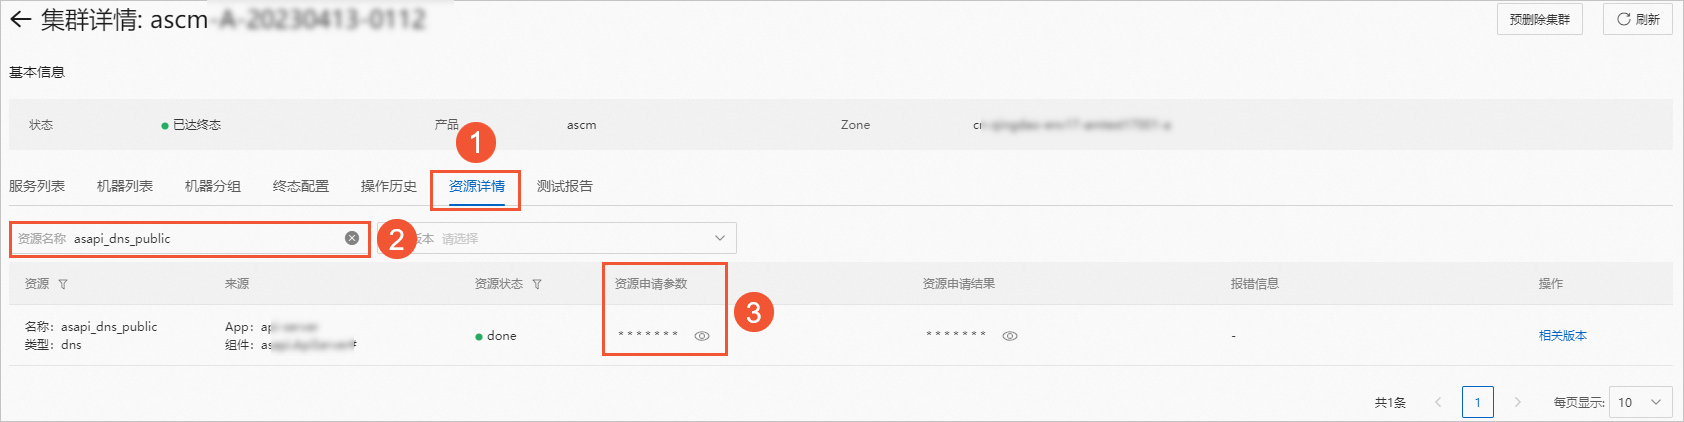 集群详情: ascm-A-20230413-0112
预删除集群
刷新
基本信息
状态 已达终态 产品 ascm Zone
1
服务列表 机器列表 机器分组 终态配置 操作历史 资源详情 测试报告
资源名称 asapi_dns_public 2 版本 请选择
资源 来源 资源状态 资源申请参数 资源申请结果 报错信息 操作
3
名称: asapi_dns_public App:
类型: dns 组件:
done ******* ******* - 相关版本
共1条 1 每页显示: 10